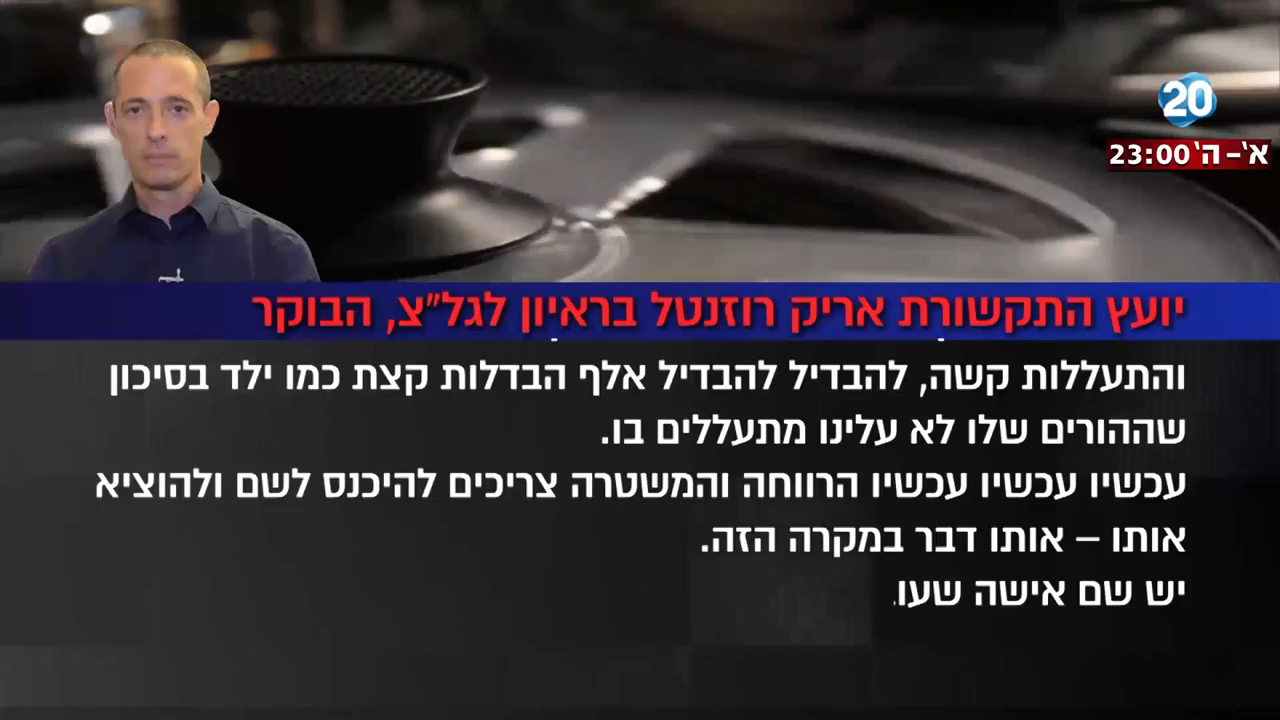 20
א'-ה' 23:00
יועץ התקשורת אריק רוזנטל בראיון לגל"צ, הבוקר
והתעללות קשה, להבדיל להבדיל אלף הבדלות קצת כמו ילד בסיכון
שההורים שלו לא עלינו מתעללים בו.
עכשיו עכשיו עכשיו הרווחה והמשטרה צריכים להיכנס לשם ולהוציא
אותו – אותו דבר במקרה הזה.
יש שם אישה שעו